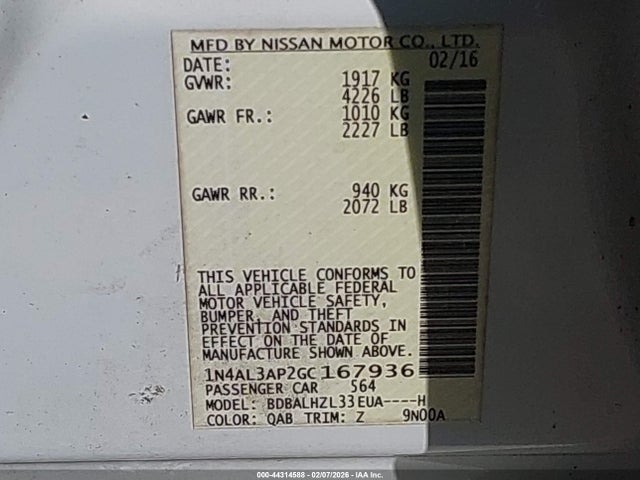 MFD BY NISSAN MOTOR CO., LTD.
DATE: 02/16
GVWR: 1917 KG
4226 LB
GAWR FR.: 1010 KG
2227 LB
GAWR RR.: 940 KG
2072 LB
THIS VEHICLE CONFORMS TO
ALL APPLICABLE FEDERAL
MOTOR VEHICLE SAFETY,
BUMPER, AND THEFT
PREVENTION STANDARDS IN
EFFECT ON THE DATE OF
MANUFACTURE SHOWN ABOVE.
1N4AL3AP2GC167936
PASSENGER CAR 564
MODEL: BDBALHZL33EUA----H
COLOR: QAB TRIM: Z 9N00A
000-44314588 - 02/07/2026 - IAA Inc.